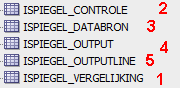 ISPIEGEL_CONTROLE 2
ISPIEGEL_DATABRON 3
ISPIEGEL_OUTPUT 4
ISPIEGEL_OUTPUTLINE 5
ISPIEGEL_VERGELIJKING 1